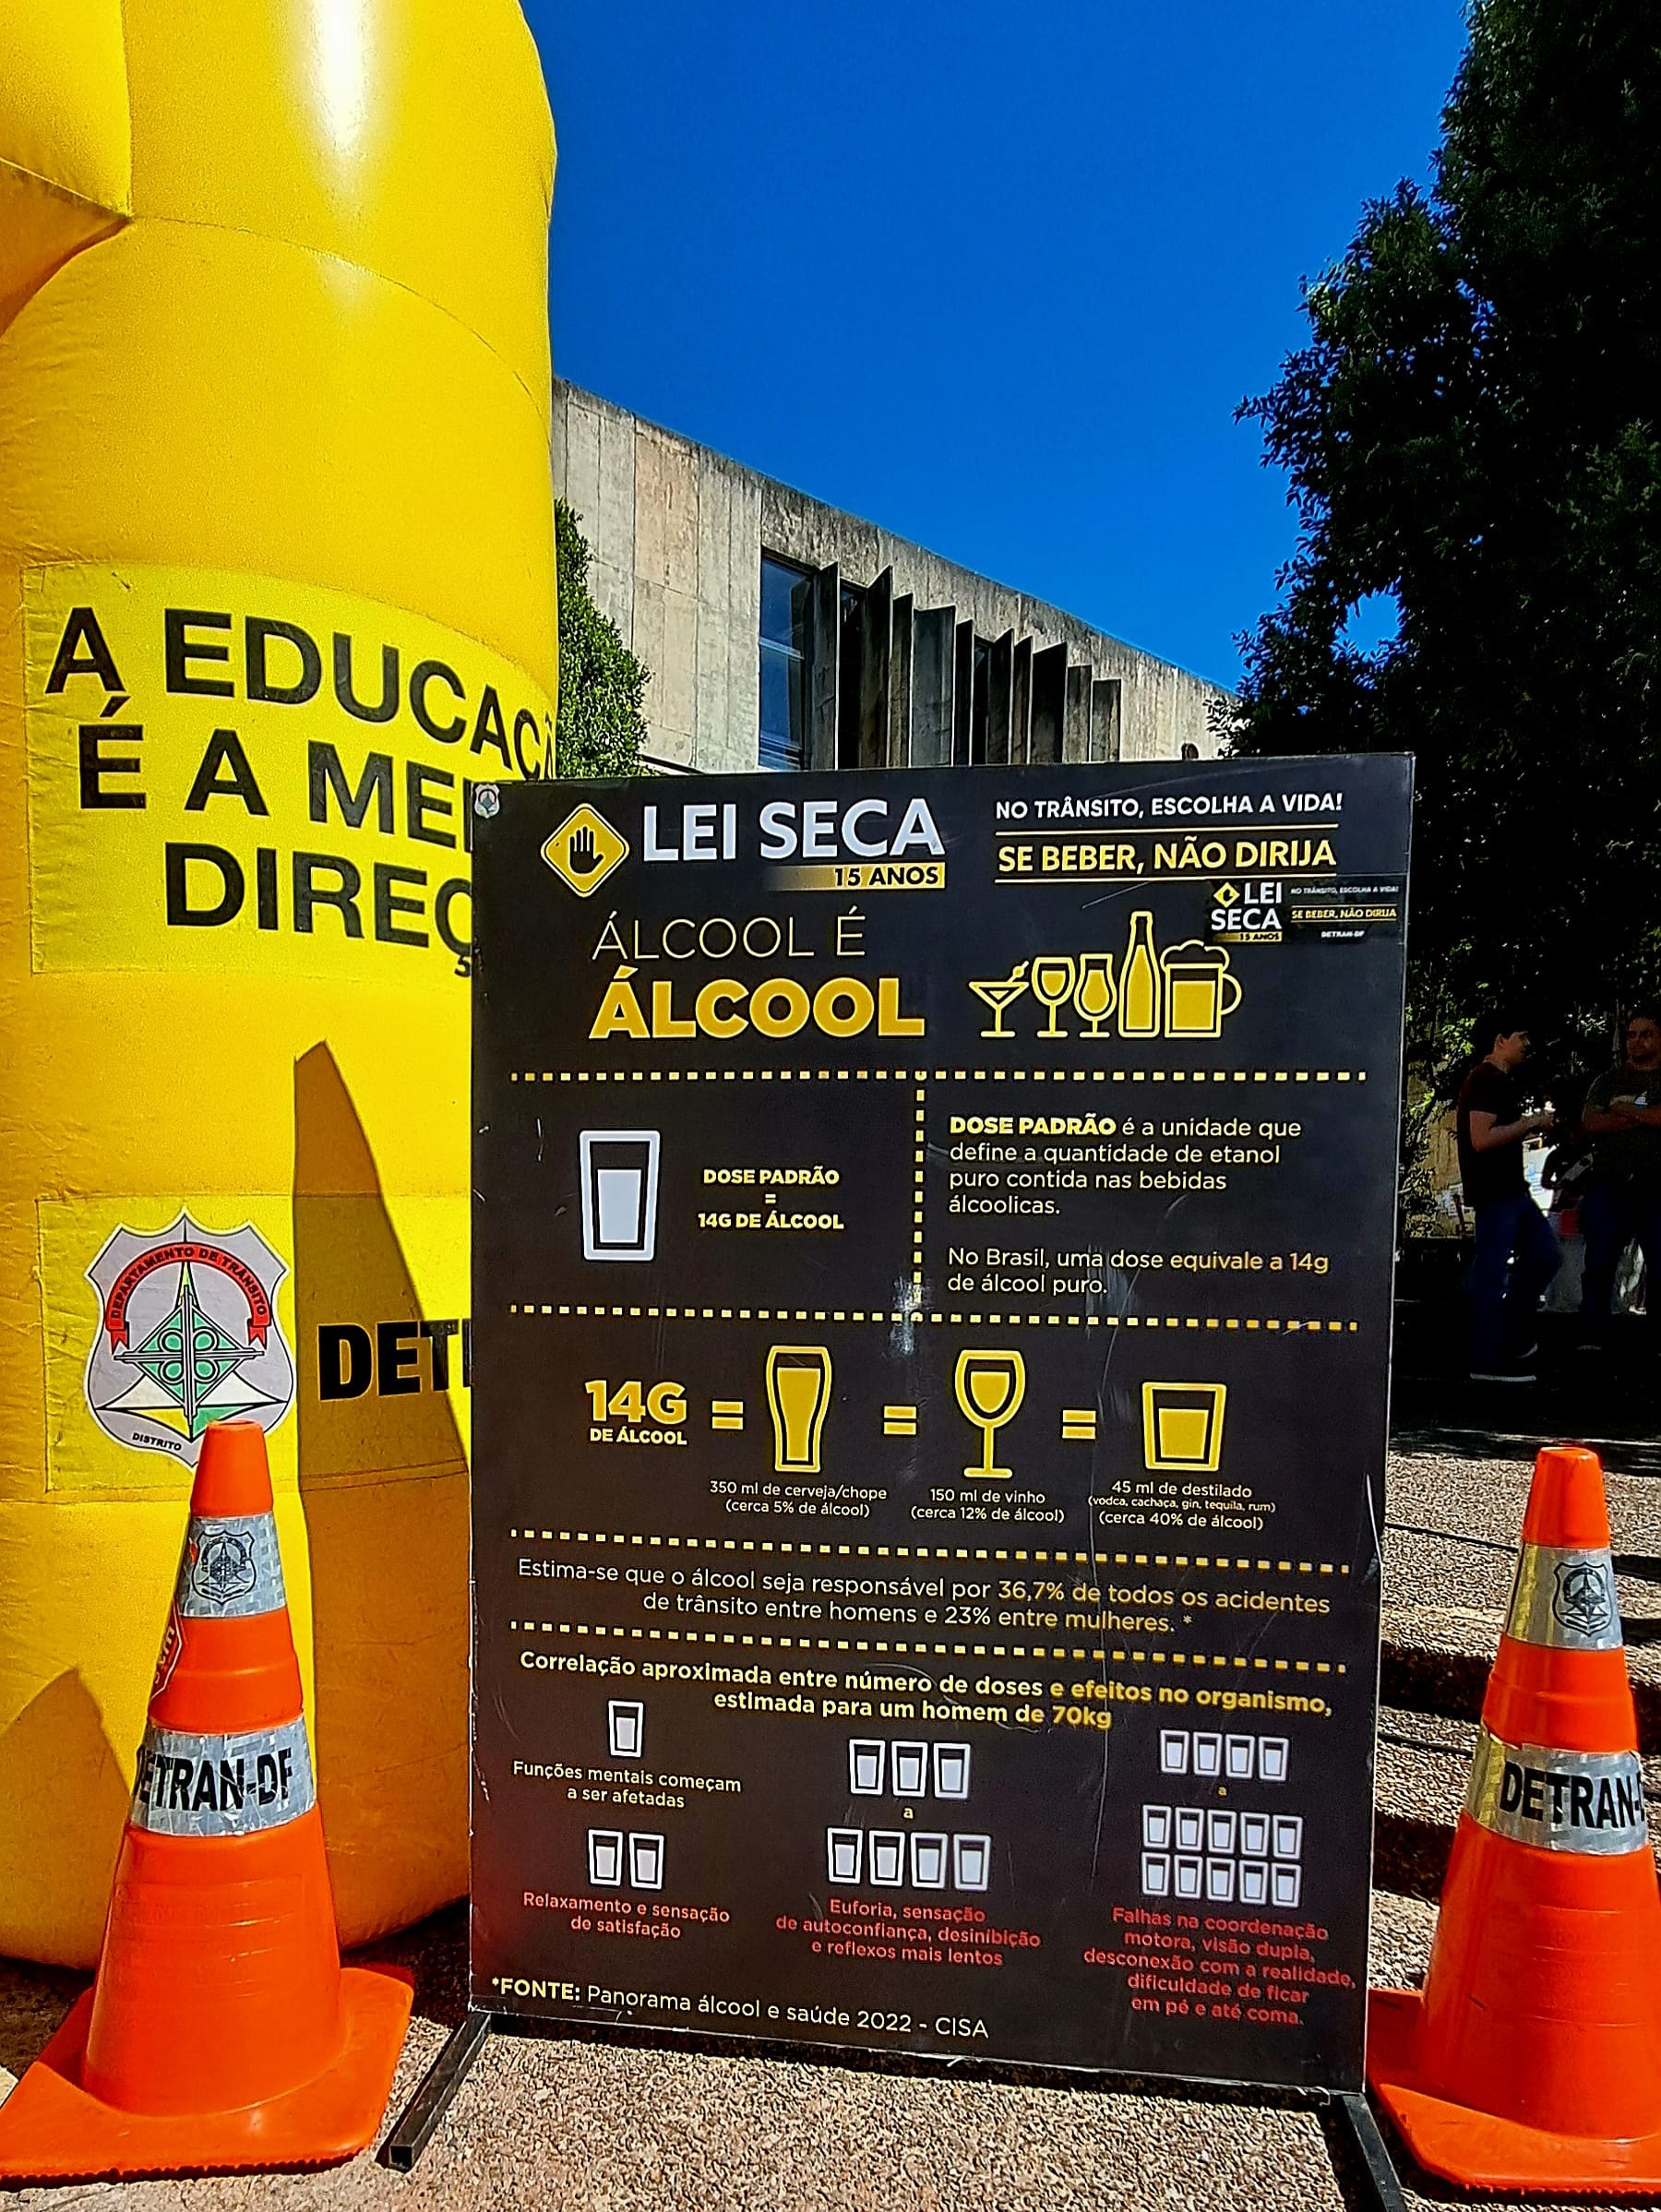 A EDUCAÇÃ
É A ME
DIREÇ
DEPARTAMENTO DE TRÂNSITO
DISTRITO
DET
LEI SECA
15 ANOS
NO TRÂNSITO, ESCOLHA A VIDA!
SE BEBER, NÃO DIRIJA
LEI
SECA
15 ANOS
NO TRÂNSITO, ESCOLHA A VIDA!
SE BEBER, NÃO DIRIJA
DETRAN-DF
ÁLCOOL É
ÁLCOOL
DOSE PADRÃO
=
14G DE ÁLCOOL
DOSE PADRÃO é a unidade que
define a quantidade de etanol
puro contida nas bebidas
álcoolicas.
No Brasil, uma dose equivale a 14g
de álcool puro.
14G
DE ÁLCOOL
=
=
=
350 ml de cerveja/chope
(cerca 5% de álcool)
150 ml de vinho
(cerca 12% de álcool)
45 ml de destilado
(vodca, cachaça, gin, tequila, rum)
(cerca 40% de álcool)
Estima-se que o álcool seja responsável por 36,7% de todos os acidentes
de trânsito entre homens e 23% entre mulheres. *
Correlação aproximada entre número de doses e efeitos no organismo,
estimada para um homem de 70kg
Funções mentais começam
a ser afetadas
Relaxamento e sensação
de satisfação
a
Euforia, sensação
de autoconfiança, desinibição
e reflexos mais lentos
a
Falhas na coordenação
motora, visão dupla,
desconexão com a realidade,
dificuldade de ficar
em pé e até coma.
*FONTE: Panorama álcool e saúde 2022 - CISA
ETRAN-DF
DETRAN-